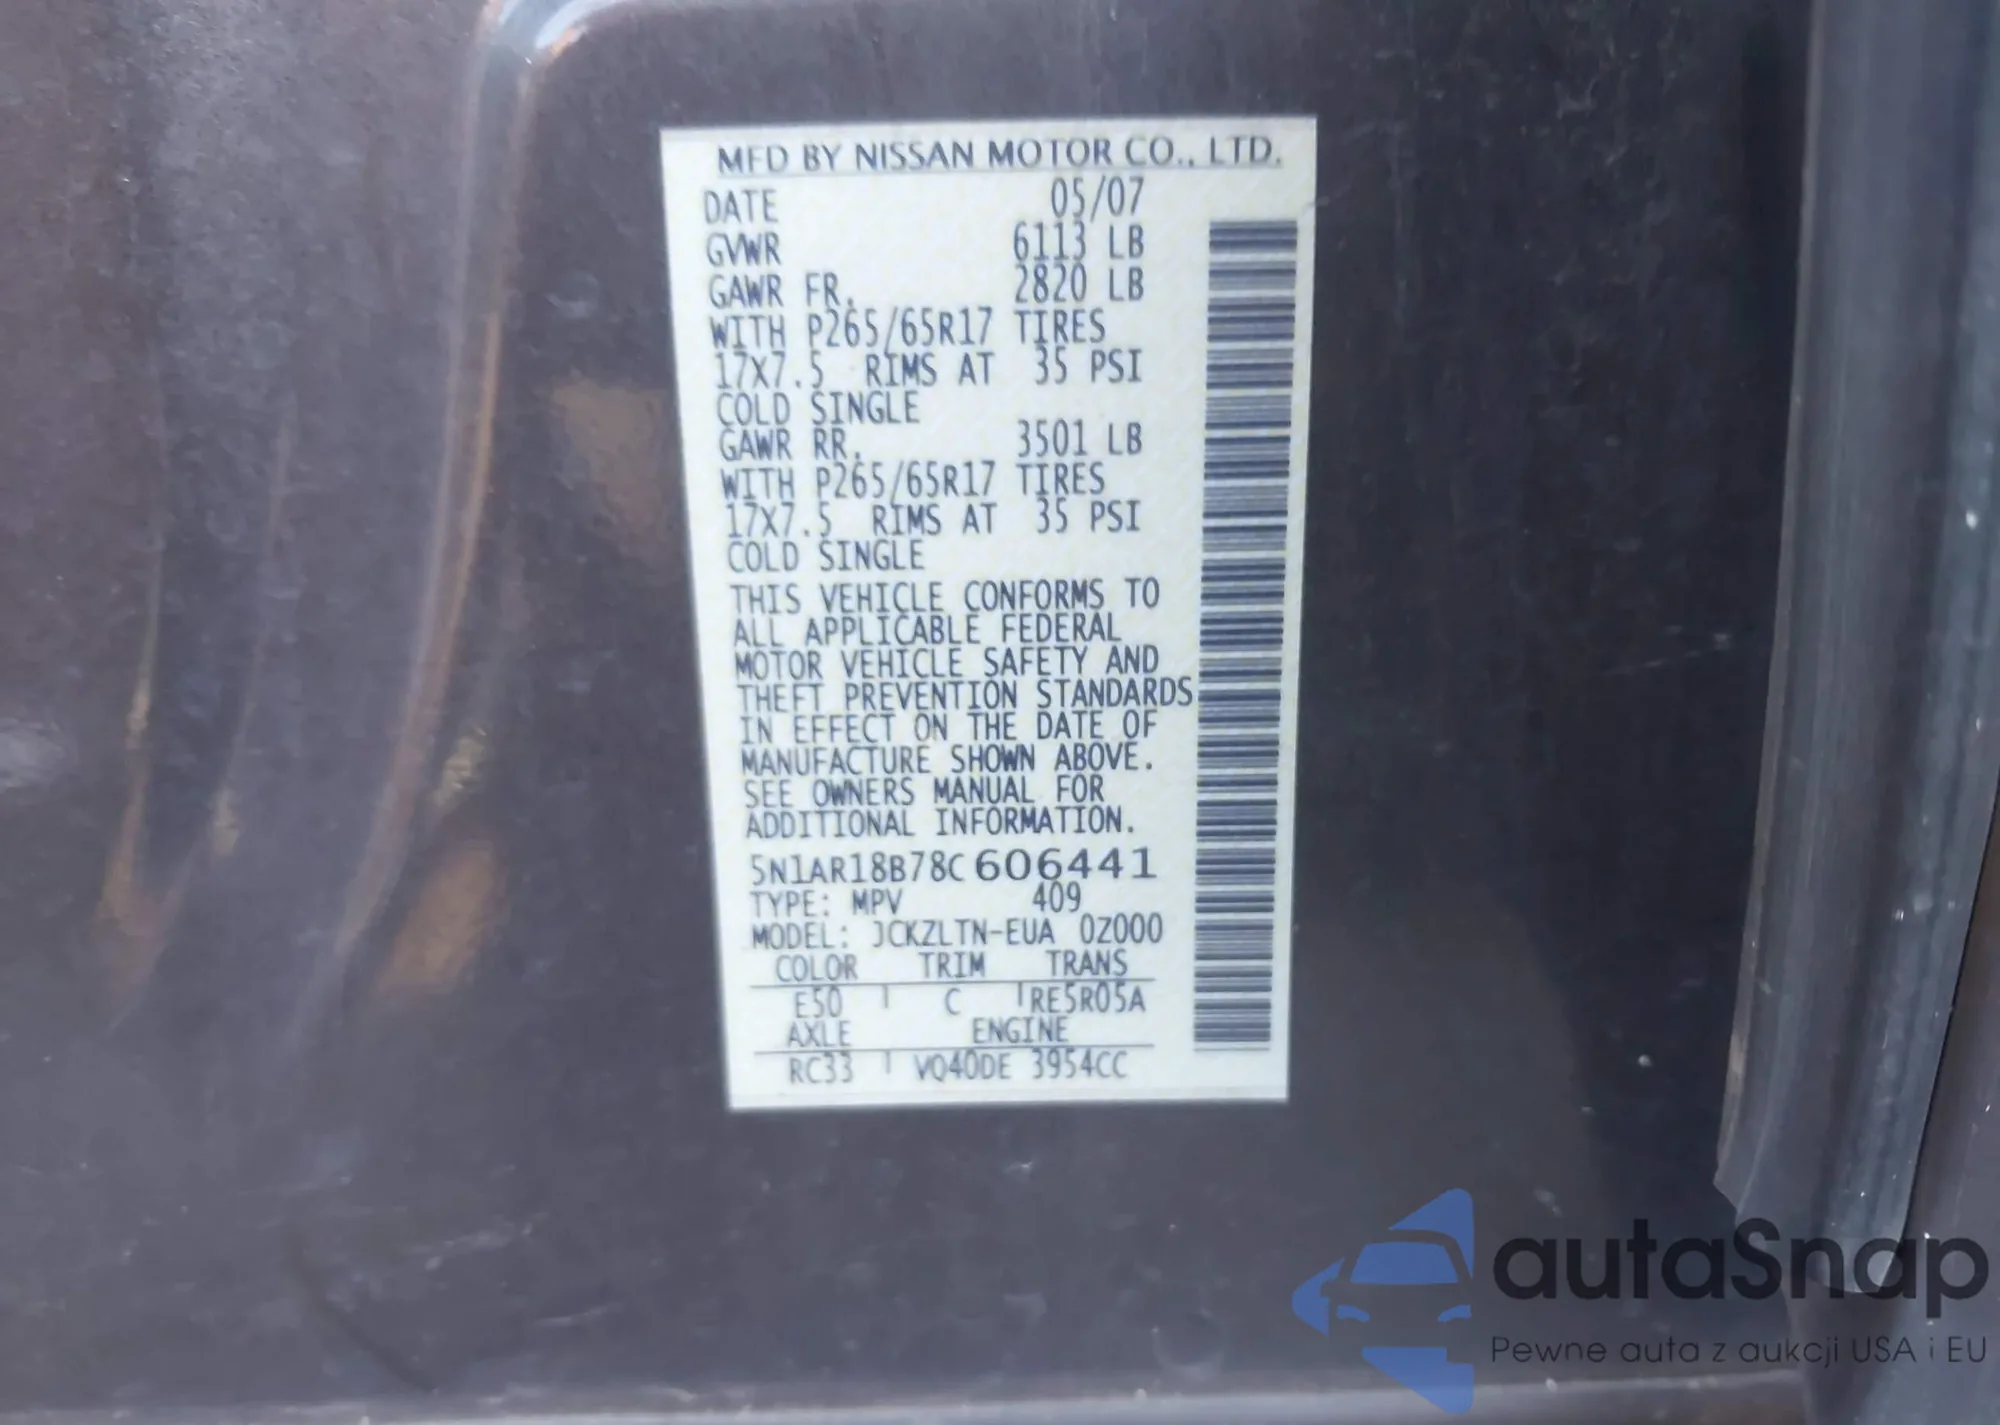 MFD BY NISSAN MOTOR CO., LTD.
DATE 05/07
GVWR 6113 LB
GAWR FR. 2820 LB
WITH P265/65R17 TIRES
17X7.5 RIMS AT 35 PSI
COLD SINGLE
GAWR RR. 3501 LB
WITH P265/65R17 TIRES
17X7.5 RIMS AT 35 PSI
COLD SINGLE
THIS VEHICLE CONFORMS TO
ALL APPLICABLE FEDERAL
MOTOR VEHICLE SAFETY AND
THEFT PREVENTION STANDARDS
IN EFFECT ON THE DATE OF
MANUFACTURE SHOWN ABOVE.
SEE OWNERS MANUAL FOR
ADDITIONAL INFORMATION.
5N1AR18B78C606441
TYPE: MPV 409
MODEL: JCKZLTN-EUA 0Z000
COLOR TRIM TRANS
E50 C RE5R05A
AXLE ENGINE
RC33 VQ40DE 3954CC
autaSnap
Pewne auta z aukcji USA i EU